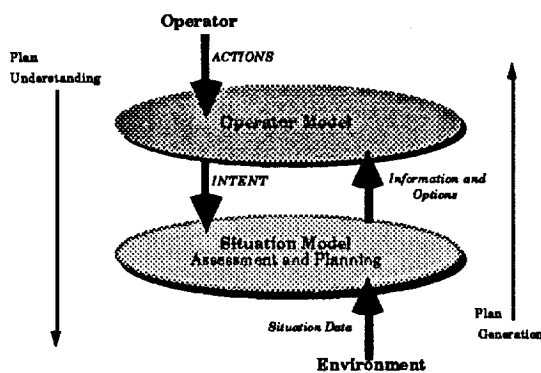 Operator
Plan
Understanding
ACTIONS
Operator Model
INTENT
Information and
Options
Situation Model
Assessment and Planning
Situation Data
Plan
Generation
Environment